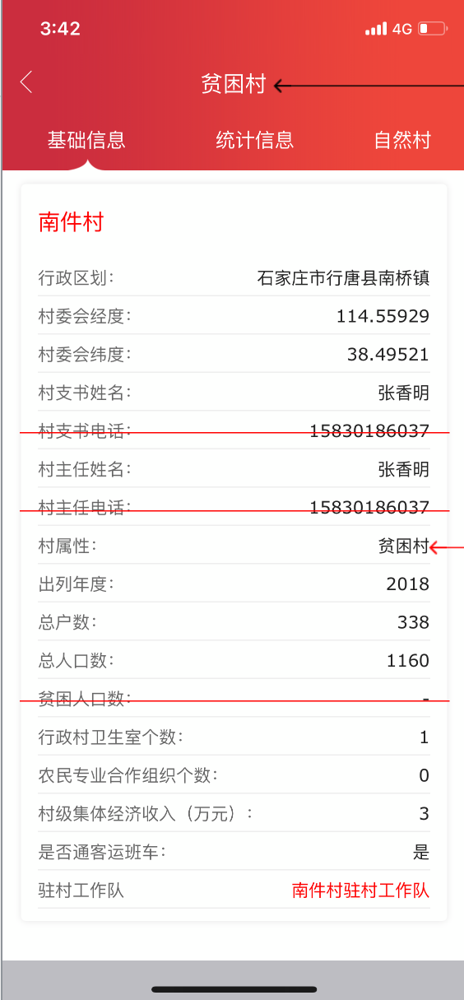 3:42 4G
贫困村
基础信息 统计信息 自然村
南件村
行政区划: 石家庄市行唐县南桥镇
村委会经度: 114.55929
村委会纬度: 38.49521
村支书姓名: 张香明
村支书电话: 15830186037
村主任姓名: 张香明
村主任电话: 15830186037
村属性: 贫困村
出列年度: 2018
总户数: 338
总人口数: 1160
贫困人口数: -
行政村卫生室个数: 1
农民专业合作组织个数: 0
村级集体经济收入（万元）: 3
是否通客运班车: 是
驻村工作队 南件村驻村工作队